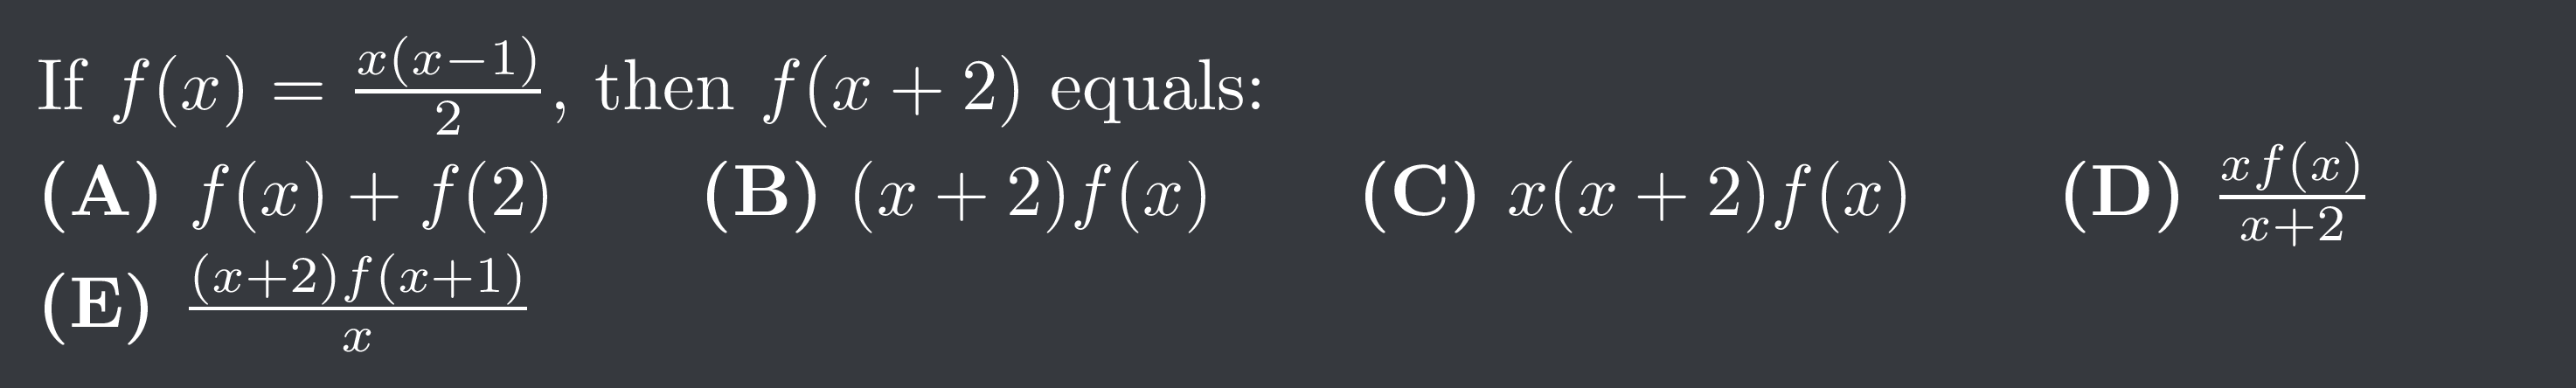 If $f(x) = \frac{x(x-1)}{2}$, then $f(x+2)$ equals:
(A) $f(x) + f(2)$ (B) $(x+2)f(x)$ (C) $x(x+2)f(x)$ (D) $\frac{xf(x)}{x+2}$
(E) $\frac{(x+2)f(x+1)}{x}$